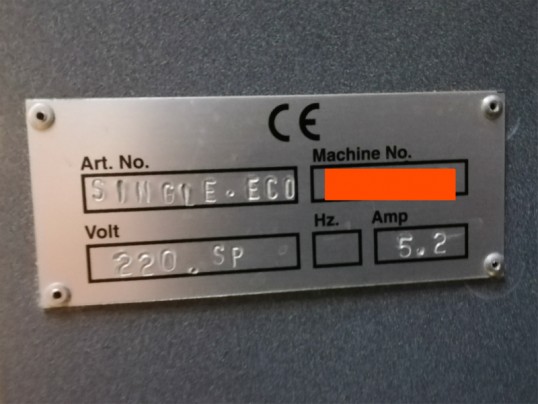 CE
Art. No. Machine No.
SINGLE-ECO
Volt Hz. Amp
220. SP 5.2